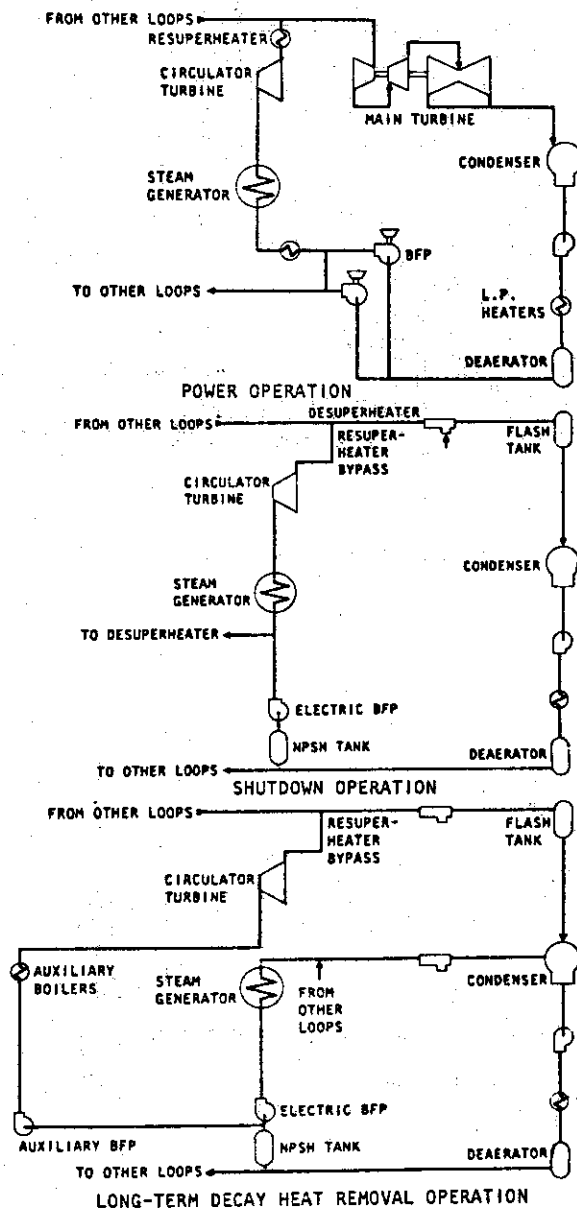 FROM OTHER LOOPS
RESUPERHEATER
CIRCULATOR
TURBINE
MAIN TURBINE
CONDENSER
STEAM
GENERATOR
BFP
TO OTHER LOOPS
L.P.
HEATERS
DEAERATOR
POWER OPERATION
FROM OTHER LOOPS
DESUPERHEATER
RESUPER-
HEATER
BYPASS
FLASH
TANK
CIRCULATOR
TURBINE
CONDENSER
STEAM
GENERATOR
TO DESUPERHEATER
ELECTRIC BFP
NPSH TANK
DEAERATOR
TO OTHER LOOPS
SHUTDOWN OPERATION
FROM OTHER LOOPS
RESUPER-
HEATER
BYPASS
FLASH
TANK
CIRCULATOR
TURBINE
AUXILIARY
BOILERS
STEAM
GENERATOR
FROM
OTHER
LOOPS
CONDENSER
ELECTRIC BFP
AUXILIARY BFP
NPSH TANK
DEAERATOR
TO OTHER LOOPS
LONG-TERM DECAY HEAT REMOVAL OPERATION